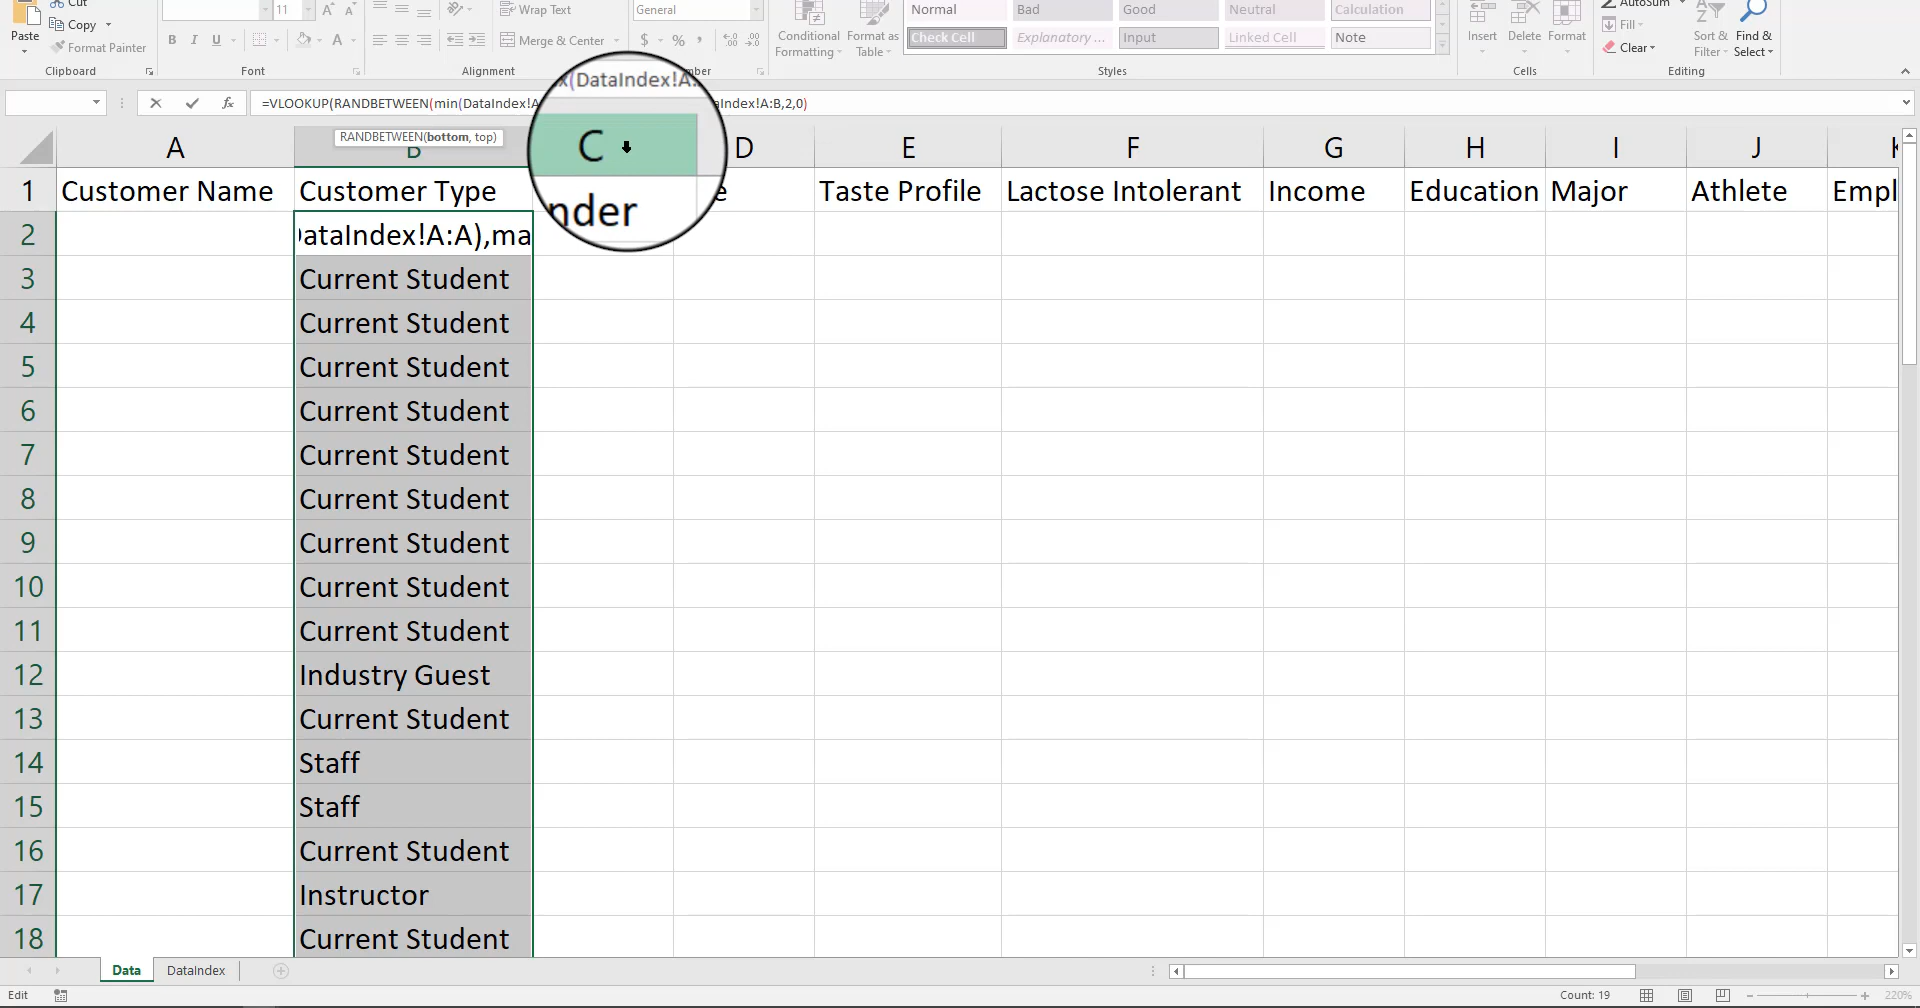 Cut
Paste
Copy
Format Painter
Clipboard
11
A A
B I U
A
Font
Wrap Text
Merge & Center
Alignment
General
$ % ,
mber
Conditional
Formatting
Format as
Table
Normal Bad Good Neutral Calculation
Check Cell Explanatory ... Input Linked Cell Note
Styles
Insert Delete Format
Cells
AutoSum
Fill
Clear
Sort &
Filter
Find &
Select
Editing
fx =VLOOKUP(RANDBETWEEN(min(DataIndex!A
x(DataIndex!A:
aIndex!A:B,2,0)
RANDBETWEEN(bottom, top)
A B C D E F G H I J K
1 Customer Name Customer Type nder e Taste Profile Lactose Intolerant Income Education Major Athlete Empl
2 DataIndex!A:A),ma
3 Current Student
4 Current Student
5 Current Student
6 Current Student
7 Current Student
8 Current Student
9 Current Student
10 Current Student
11 Current Student
12 Industry Guest
13 Current Student
14 Staff
15 Staff
16 Current Student
17 Instructor
18 Current Student
Data DataIndex
Edit
Count: 19
220%